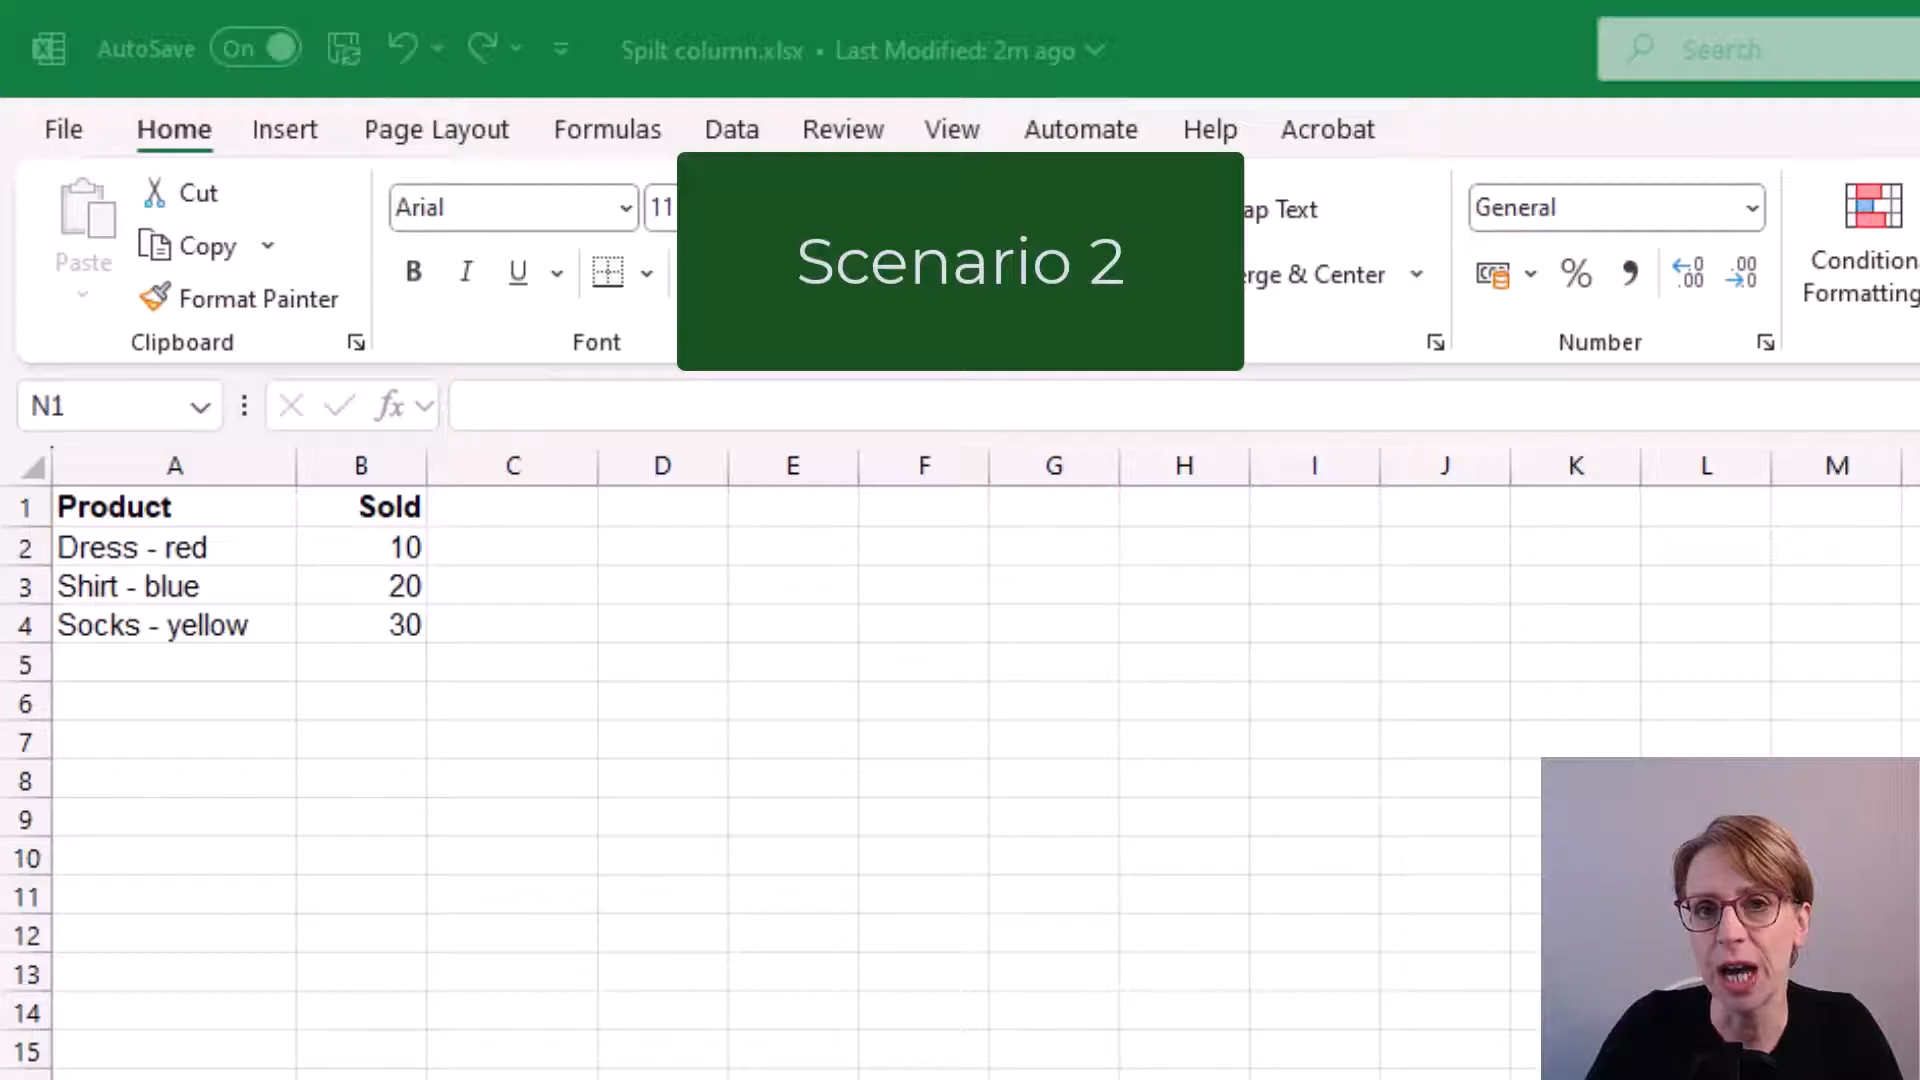 AutoSave On Spilt column.xlsx • Last Modified: 2m ago Search
File Home Insert Page Layout Formulas Data Review View Automate Help Acrobat
Paste
Cut
Copy
Format Painter
Clipboard
Arial 11
B I U
Font
Scenario 2
ap Text
rge & Center
General
% 9 .00 .00
Number
Condition
Formatting
N1 fx
A B C D E F G H I J K L M
1 Product Sold
2 Dress - red 10
3 Shirt - blue 20
4 Socks - yellow 30
5
6
7
8
9
10
11
12
13
14
15